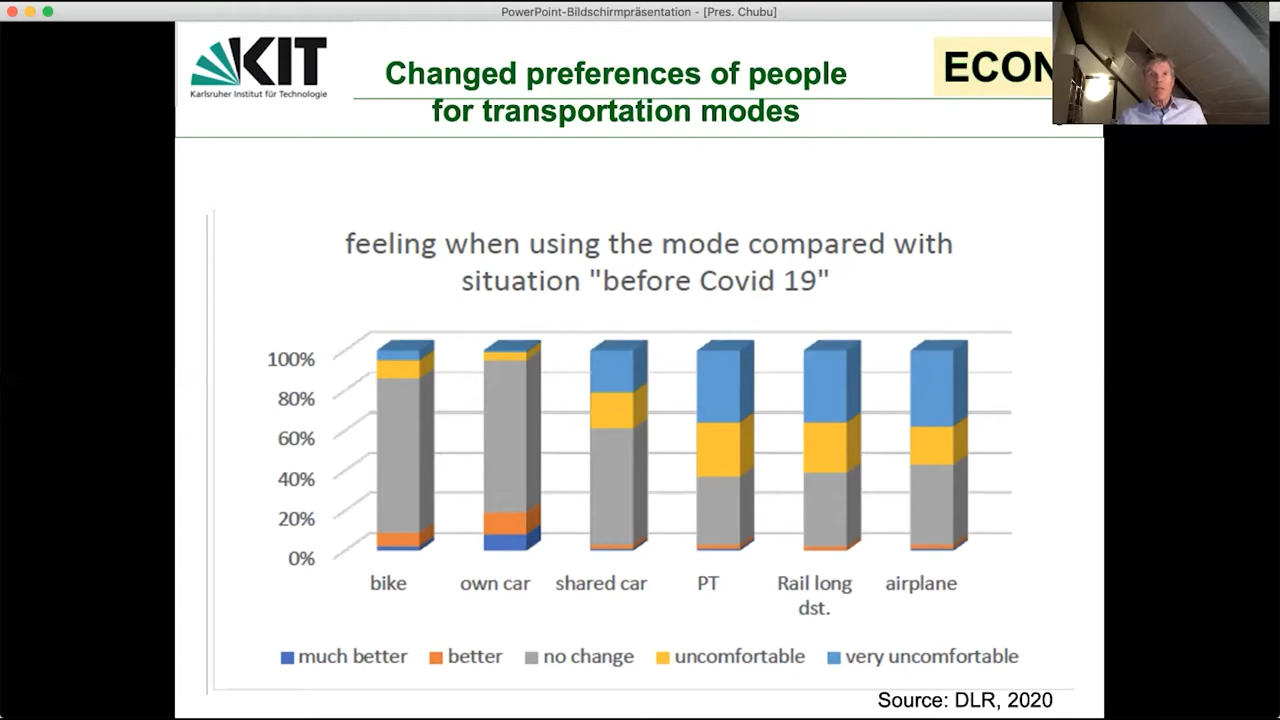 PowerPoint-Bildschirmpräsentation - [Pres. Chubu]
KIT
Karlsruher Institut für Technologie
Changed preferences of people
for transportation modes
ECON
feeling when using the mode compared with
situation "before Covid 19"
100%
80%
60%
40%
20%
0%
bike
own car
shared car
PT
Rail long
dst.
airplane
much better
better
no change
uncomfortable
very uncomfortable
Source: DLR, 2020